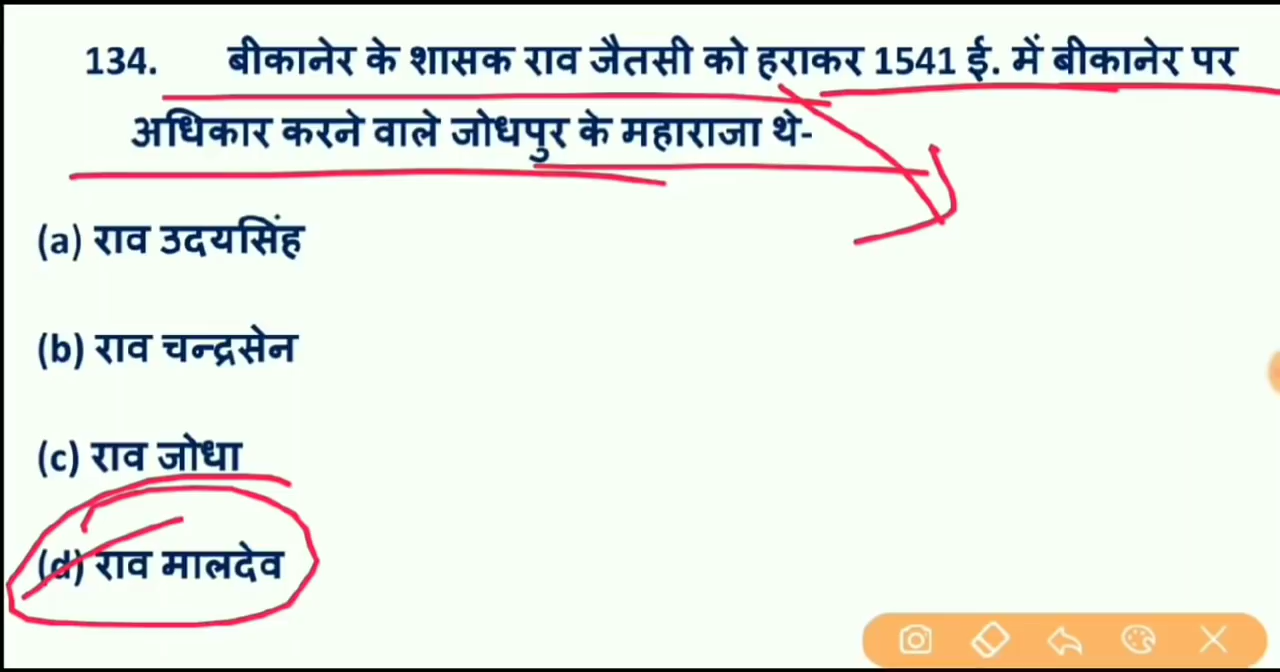 134. बीकानेर के शासक राव जैतसी को हराकर 1541 ई. में बीकानेर पर
अधिकार करने वाले जोधपुर के महाराजा थे-
(a) राव उदयसिंह
(b) राव चन्द्रसेन
(c) राव जोधा
(d) राव मालदेव